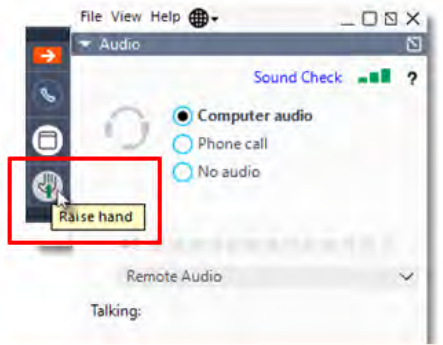 File View Help
Audio
Sound Check ?
Computer audio
Phone call
No audio
Raise hand
Remote Audio
Talking: